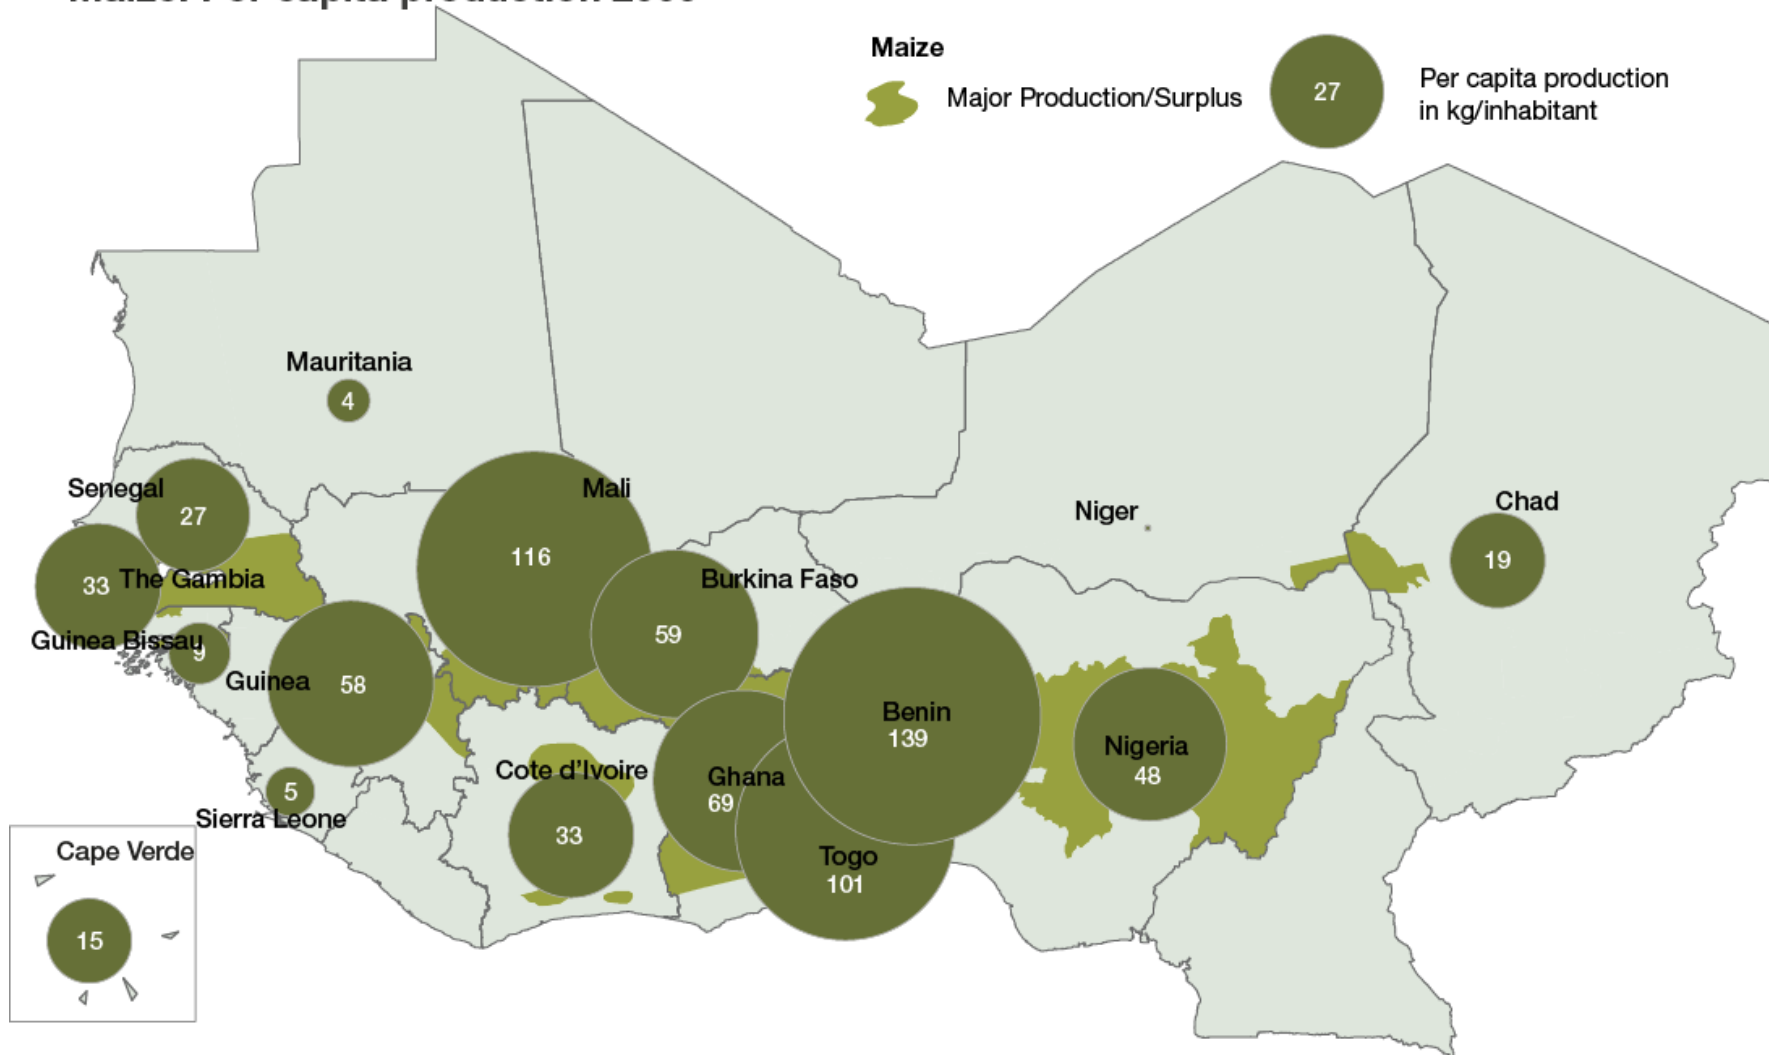 Maize
Major Production/Surplus
27
Per capita production
in kg/inhabitant
Mauritania
4
Senegal
27
Mali
116
Niger
Chad
19
33
The Gambia
Burkina Faso
59
Guinea Bissau
9
Guinea
58
Benin
139
Nigeria
48
Cote d'Ivoire
33
Ghana
69
5
Sierra Leone
Togo
101
Cape Verde
15